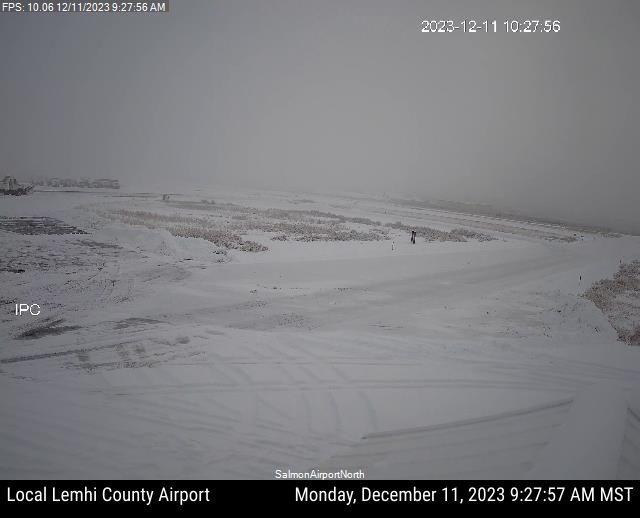 FPS: 10.06 12/11/2023 9:27:56 AM
2023-12-11 10:27:56
IPC
SalmonAirportNorth
Local Lemhi County Airport
Monday, December 11, 2023 9:27:57 AM MST